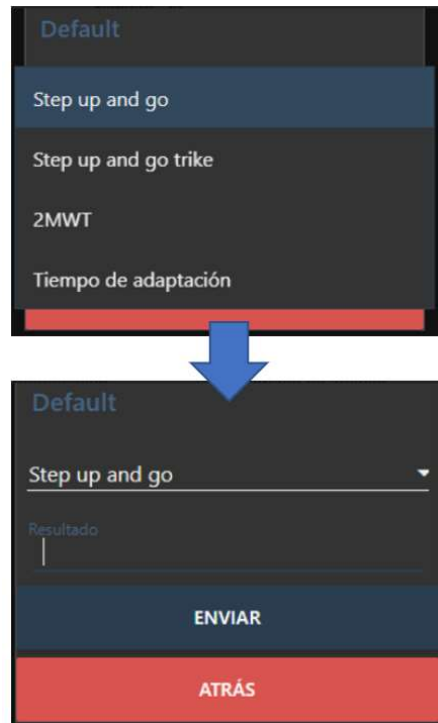 Default
Step up and go
Step up and go trike
2MWT
Tiempo de adaptación
Default
Step up and go
Resultado
ENVIAR
ATRÁS